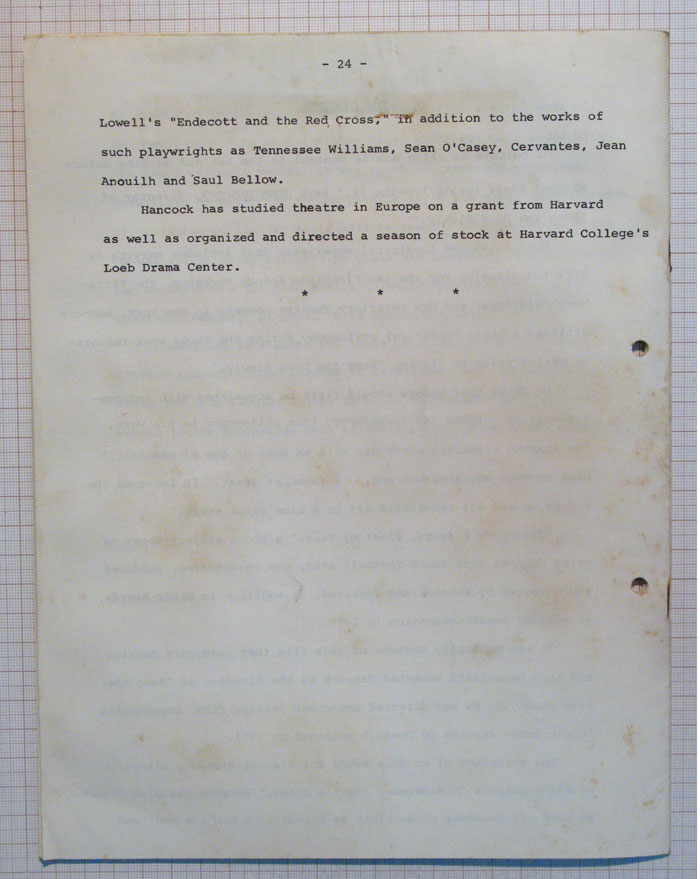 - 24 -
Lowell's "Endecott and the Red Cross," in addition to the works of
such playwrights as Tennessee Williams, Sean O'Casey, Cervantes, Jean
Anouilh and Saul Bellow.
Hancock has studied theatre in Europe on a grant from Harvard
as well as organized and directed a season of stock at Harvard College's
Loeb Drama Center.
* * *